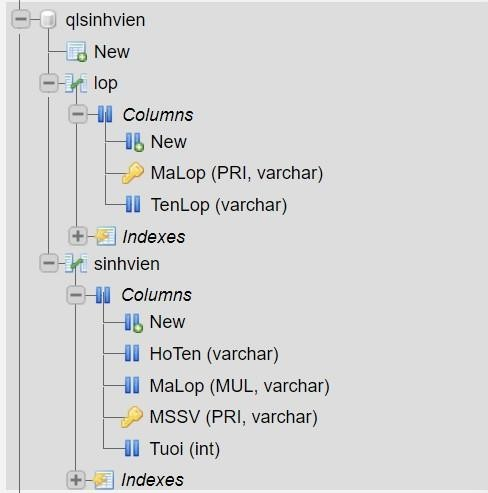 qlsinhvien
New
lop
Columns
New
MaLop (PRI, varchar)
TenLop (varchar)
Indexes
sinhvien
Columns
New
HoTen (varchar)
MaLop (MUL, varchar)
MSSV (PRI, varchar)
Tuoi (int)
Indexes